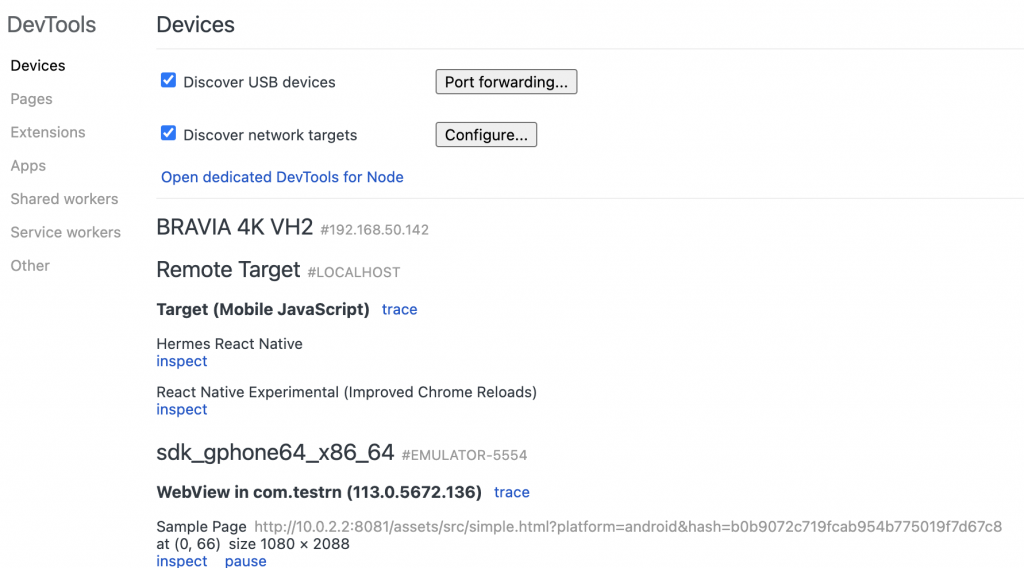 DevTools
Devices
Pages
Extensions
Apps
Shared workers
Service workers
Other
Devices
Discover USB devices Port forwarding...
Discover network targets Configure...
Open dedicated DevTools for Node
BRAVIA 4K VH2 #192.168.50.142
Remote Target #LOCALHOST
Target (Mobile JavaScript) trace
Hermes React Native
inspect
React Native Experimental (Improved Chrome Reloads)
inspect
sdk_gphone64_x86_64 #EMULATOR-5554
WebView in com.testrn (113.0.5672.136) trace
Sample Page http://10.0.2.2:8081/assets/src/simple.html?platform=android&hash=b0b9072c719fcab954b775019f7d67c8
at (0, 66) size 1080 × 2088
inspect pause